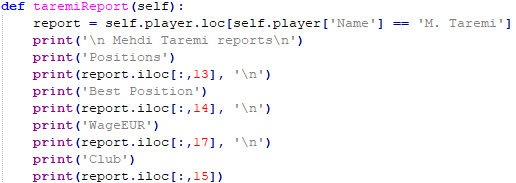 def taremiReport(self):
    report = self.player.loc[self.player['Name'] == 'M. Taremi']
    print('\n Mehdi Taremi reports\n')
    print('Positions')
    print(report.iloc[:,13], '\n')
    print('Best Position')
    print(report.iloc[:,14], '\n')
    print('WageEUR')
    print(report.iloc[:,17], '\n')
    print('Club')
    print(report.iloc[:,15])